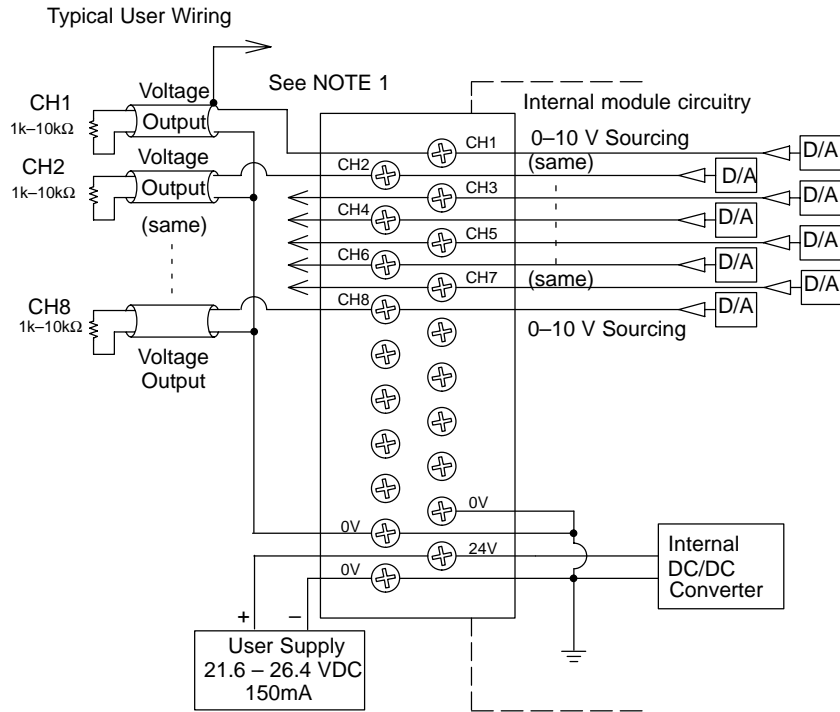 Typical User Wiring
See NOTE 1
Internal module circuitry
CH1
1k–10kΩ
Voltage
Output
CH2
1k–10kΩ
Voltage
Output
(same)
CH8
1k–10kΩ
Voltage
Output
CH1
0–10 V Sourcing
D/A
CH2
(same)
D/A
CH3
D/A
CH4
D/A
CH5
D/A
CH6
D/A
CH7
(same)
D/A
CH8
D/A
0–10 V Sourcing
0V
0V
24V
0V
Internal
DC/DC
Converter
+ –
User Supply
21.6 – 26.4 VDC
150mA